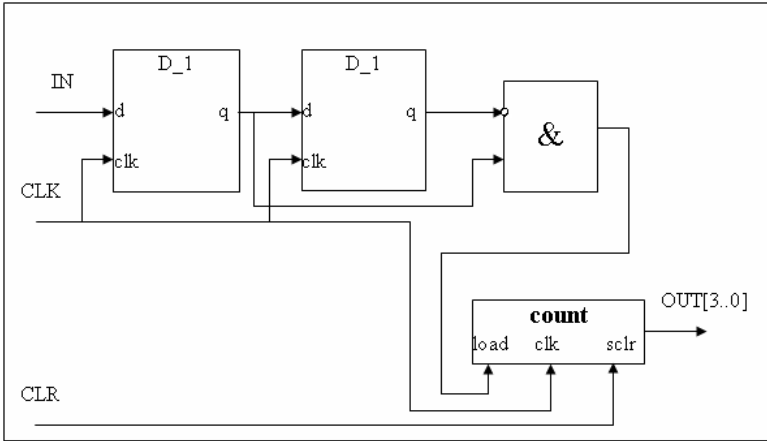 D_1
D_1
IN
d
q
d
q
&
clk
clk
CLK
OUT[3..0]
count
load clk sclr
CLR